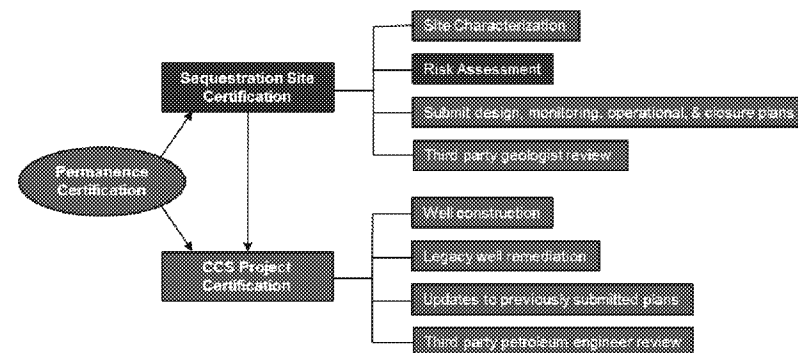 Site Characterization
Sequestration Site
Certification
Risk Assessment
Submit design, monitoring, operational, & closure plans
Third party geologist review
Permanence
Certification
Well construction
CCS Project
Certification
Legacy well remediation
Updates to previously submitted plans
Third party petroleum engineer review